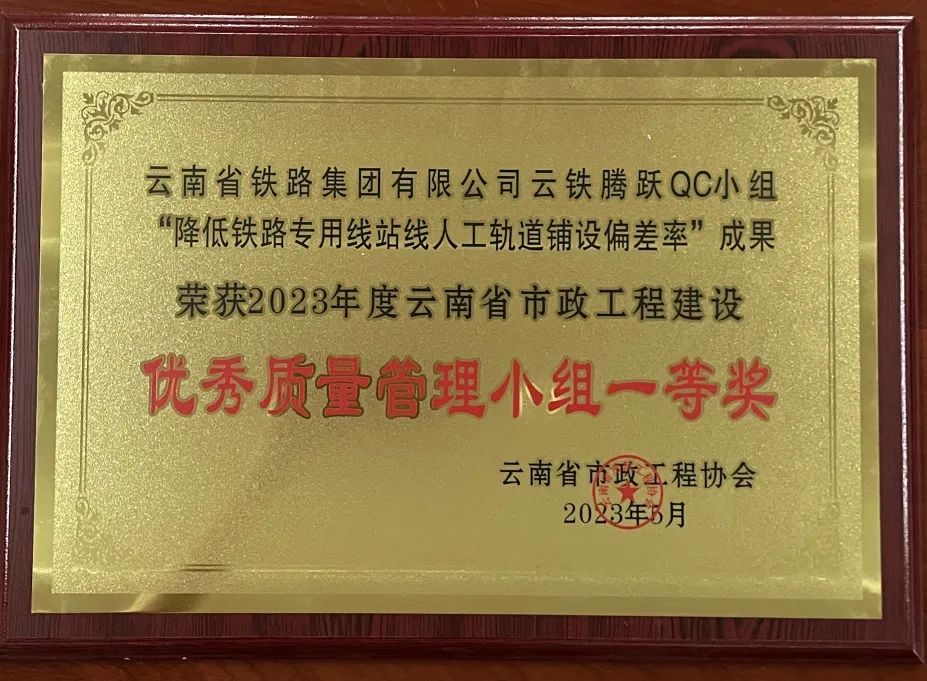 云南省铁路集团有限公司云铁腾跃QC小组
“降低铁路专用线站线人工轨道铺设偏差率”成果
荣获2023年度云南省市政工程建设
优秀质量管理小组一等奖
云南省市政工程协会
2023年5月